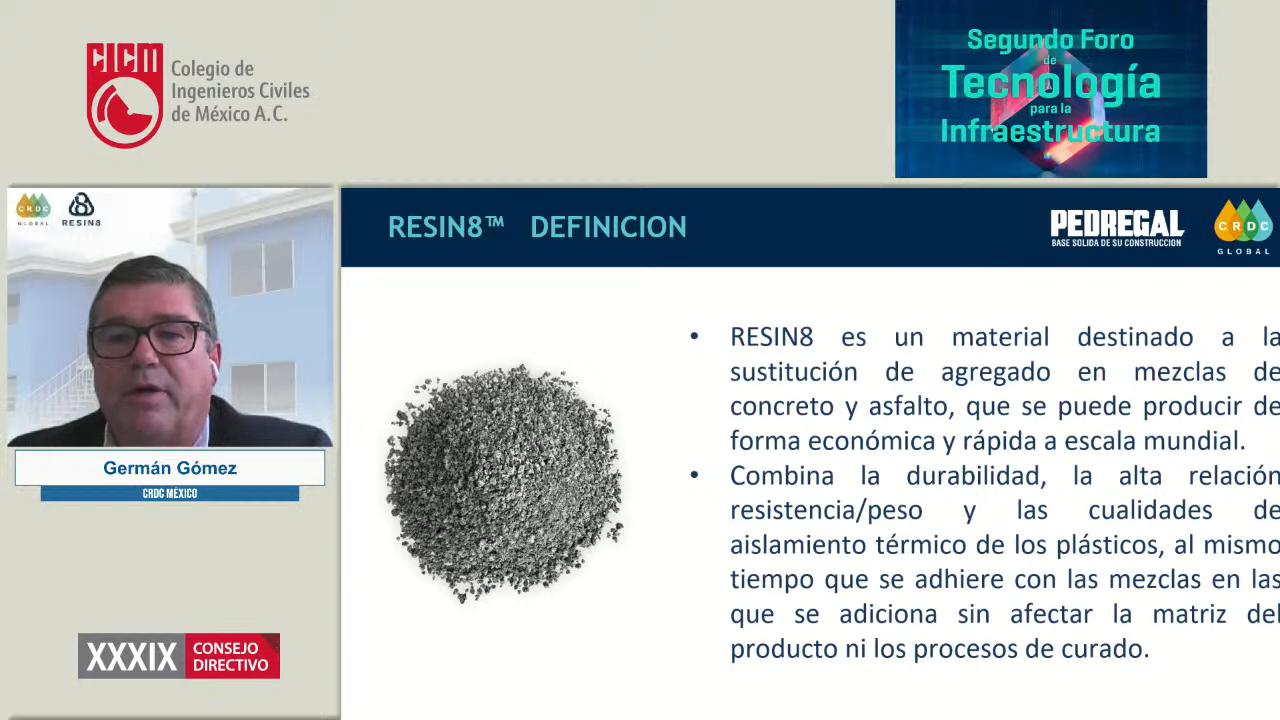 CICM
Colegio de
Ingenieros Civiles
de México A.C.
Segundo Foro
de
Tecnología
para la
Infraestructura
CRDC
GLOBAL
RESIN8
RESIN8™ DEFINICION
PEDREGAL
BASE SOLIDA DE SU CONSTRUCCION
CRDC
GLOBAL
• RESIN8 es un material destinado a la
sustitución de agregado en mezclas de
concreto y asfalto, que se puede producir de
forma económica y rápida a escala mundial.
• Combina la durabilidad, la alta relación
resistencia/peso y las cualidades de
aislamiento térmico de los plásticos, al mismo
tiempo que se adhiere con las mezclas en las
que se adiciona sin afectar la matriz del
producto ni los procesos de curado.
Germán Gómez
CRDC MÉXICO
XXXIX
CONSEJO
DIRECTIVO